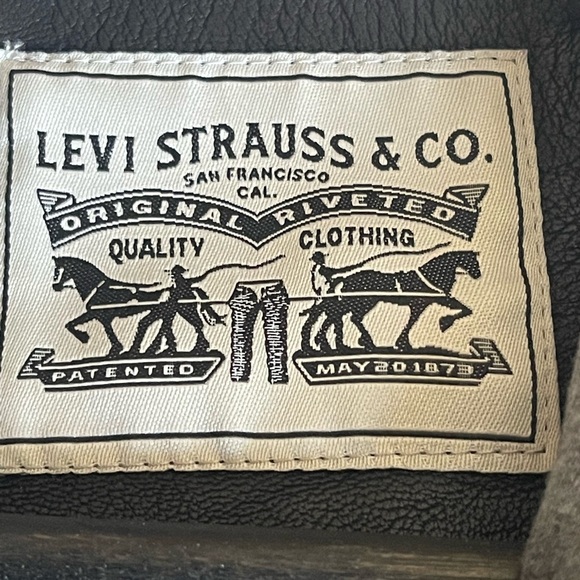 LEVI STRAUSS & CO.
SAN FRANCISCO
CAL.
ORIGINAL RIVETED
QUALITY CLOTHING
PATENTED MAY 20 1873